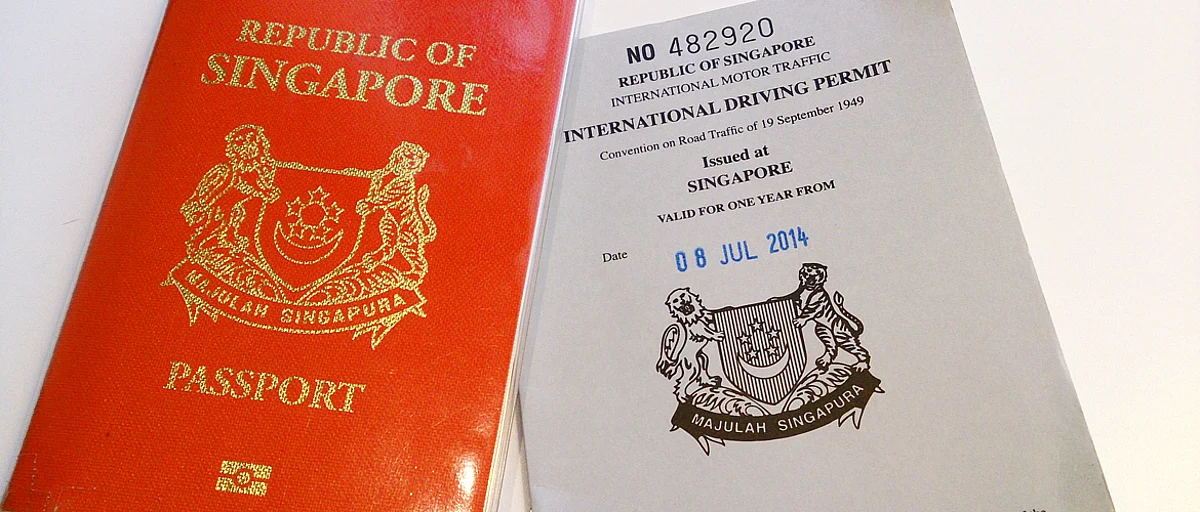 REPUBLIC OF
SINGAPORE
MAJULAH SINGAPURA
PASSPORT
NO 482920
REPUBLIC OF SINGAPORE
INTERNATIONAL MOTOR TRAFFIC
INTERNATIONAL DRIVING PERMIT
Convention on Road Traffic of 19 September 1949
Issued at
SINGAPORE
VALID FOR ONE YEAR FROM
Date 08 JUL 2014
MAJULAH SINGAPURA